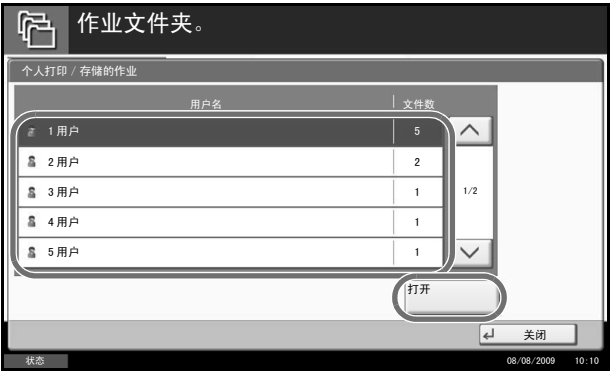 作业文件夹。
个人打印 / 存储的作业
用户名 文件数
1 用户 5
2 用户 2
3 用户 1
4 用户 1
5 用户 1
1/2
打开
关闭
状态 08/08/2009 10:10